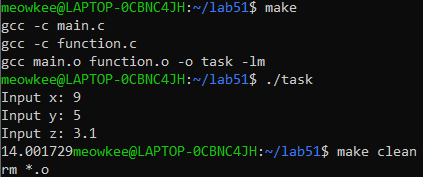 meowkee@LAPTOP-0CBNC4JH:~/lab51$ make
gcc -c main.c
gcc -c function.c
gcc main.o function.o -o task -lm
meowkee@LAPTOP-0CBNC4JH:~/lab51$ ./task
Input x: 9
Input y: 5
Input z: 3.1
14.001729meowkee@LAPTOP-0CBNC4JH:~/lab51$ make clean
rm *.o